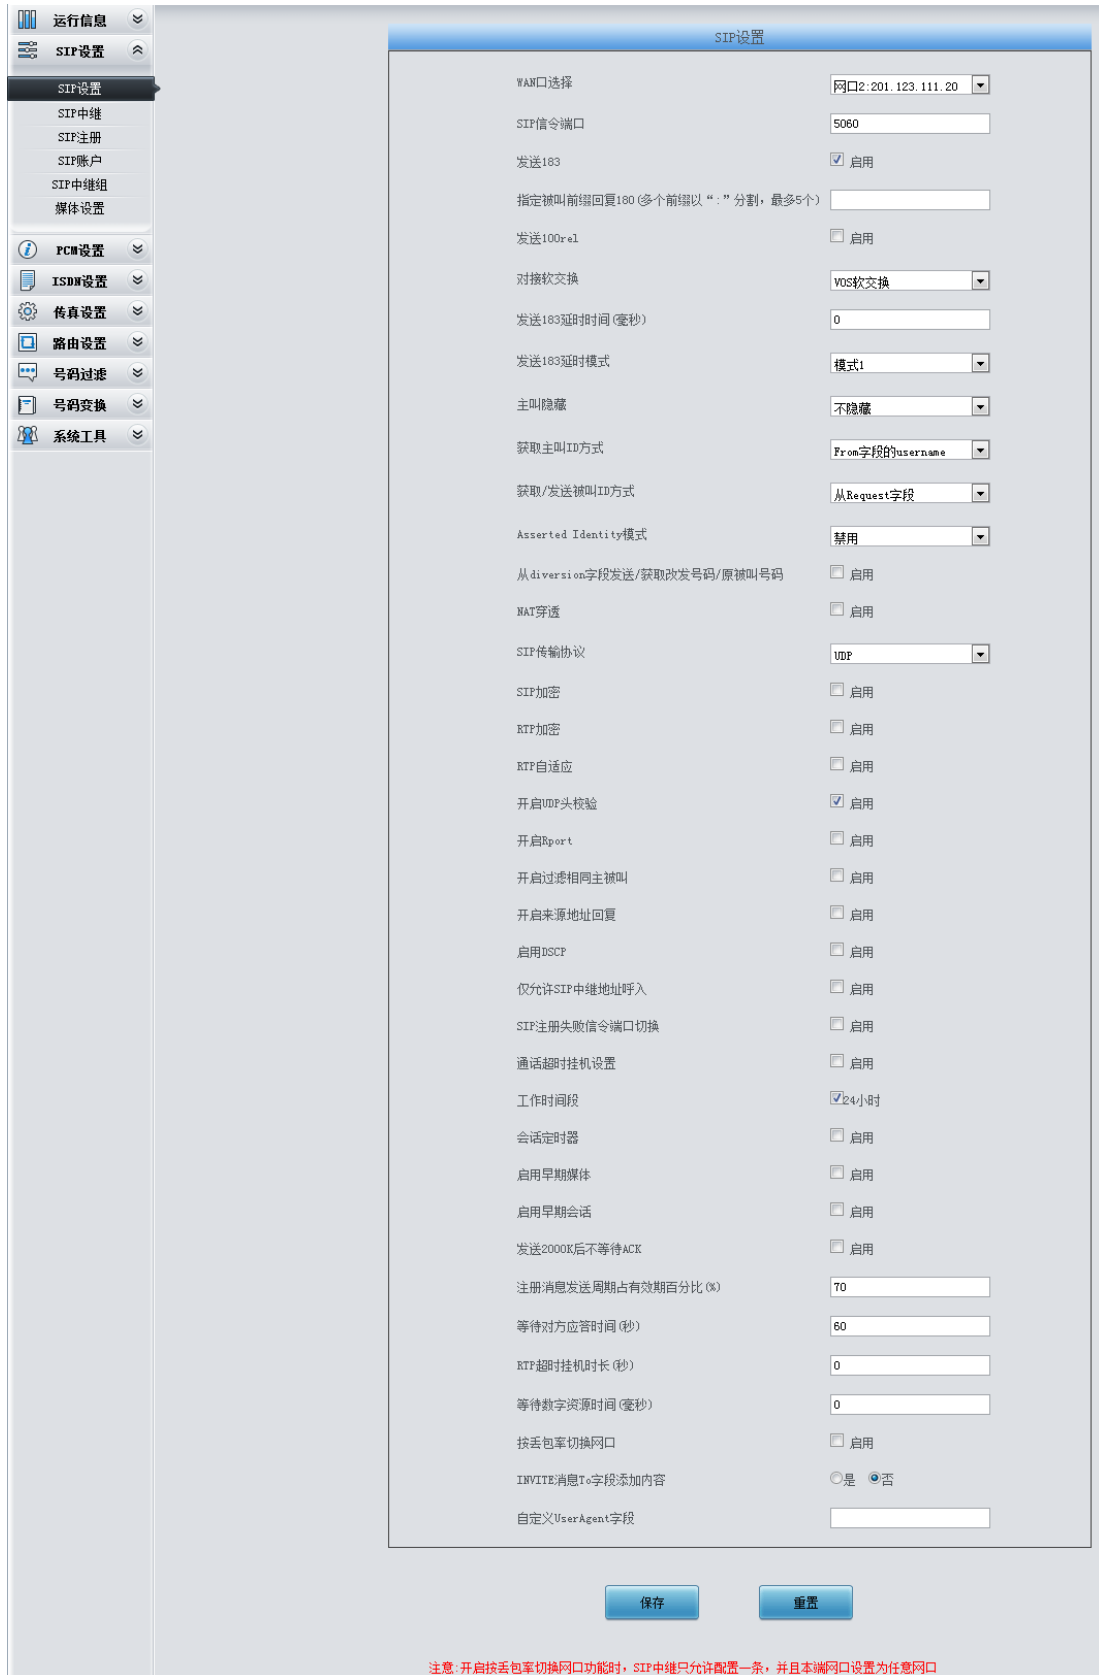 运行信息
SIP设置
SIP设置
SIP中继
SIP注册
SIP账户
SIP中继组
媒体设置
PCM设置
ISDN设置
传真设置
路由设置
号码过滤
号码变换
系统工具
SIP设置
WAN口选择 网口2:201.123.111.20
SIP信令端口 5060
发送183 启用
指定被叫前缀回复180(多个前缀以“:”分割，最多5个)
发送100rel 启用
对接软交换 VOS软交换
发送183延时时间(毫秒) 0
发送183延时模式 模式1
主叫隐藏 不隐藏
获取主叫ID方式 From字段的username
获取/发送被叫ID方式 从Request字段
Asserted Identity模式 禁用
从diversion字段发送/获取改发号码/原被叫号码 启用
NAT穿透 启用
SIP传输协议 UDP
SIP加密 启用
RTP加密 启用
RTP自适应 启用
开启UDP头校验 启用
开启Rport 启用
开启过滤相同主被叫 启用
开启来源地址回复 启用
启用DSCP 启用
仅允许SIP中继地址呼入 启用
SIP注册失败信令端口切换 启用
通话超时挂机设置 启用
工作时间段 24小时
会话定时器 启用
启用早期媒体 启用
启用早期会话 启用
发送200OK后不等待ACK 启用
注册消息发送周期占有效期百分比(%) 70
等待对方应答时间(秒) 60
RTP超时挂机时长(秒) 0
等待数字资源时间(毫秒) 0
按丢包率切换网口 启用
INVITE消息To字段添加内容 是 否
自定义UserAgent字段
保存 重置
注意:开启按丢包率切换网口功能时，SIP中继只允许配置一条，并且本端网口设置为任意网口